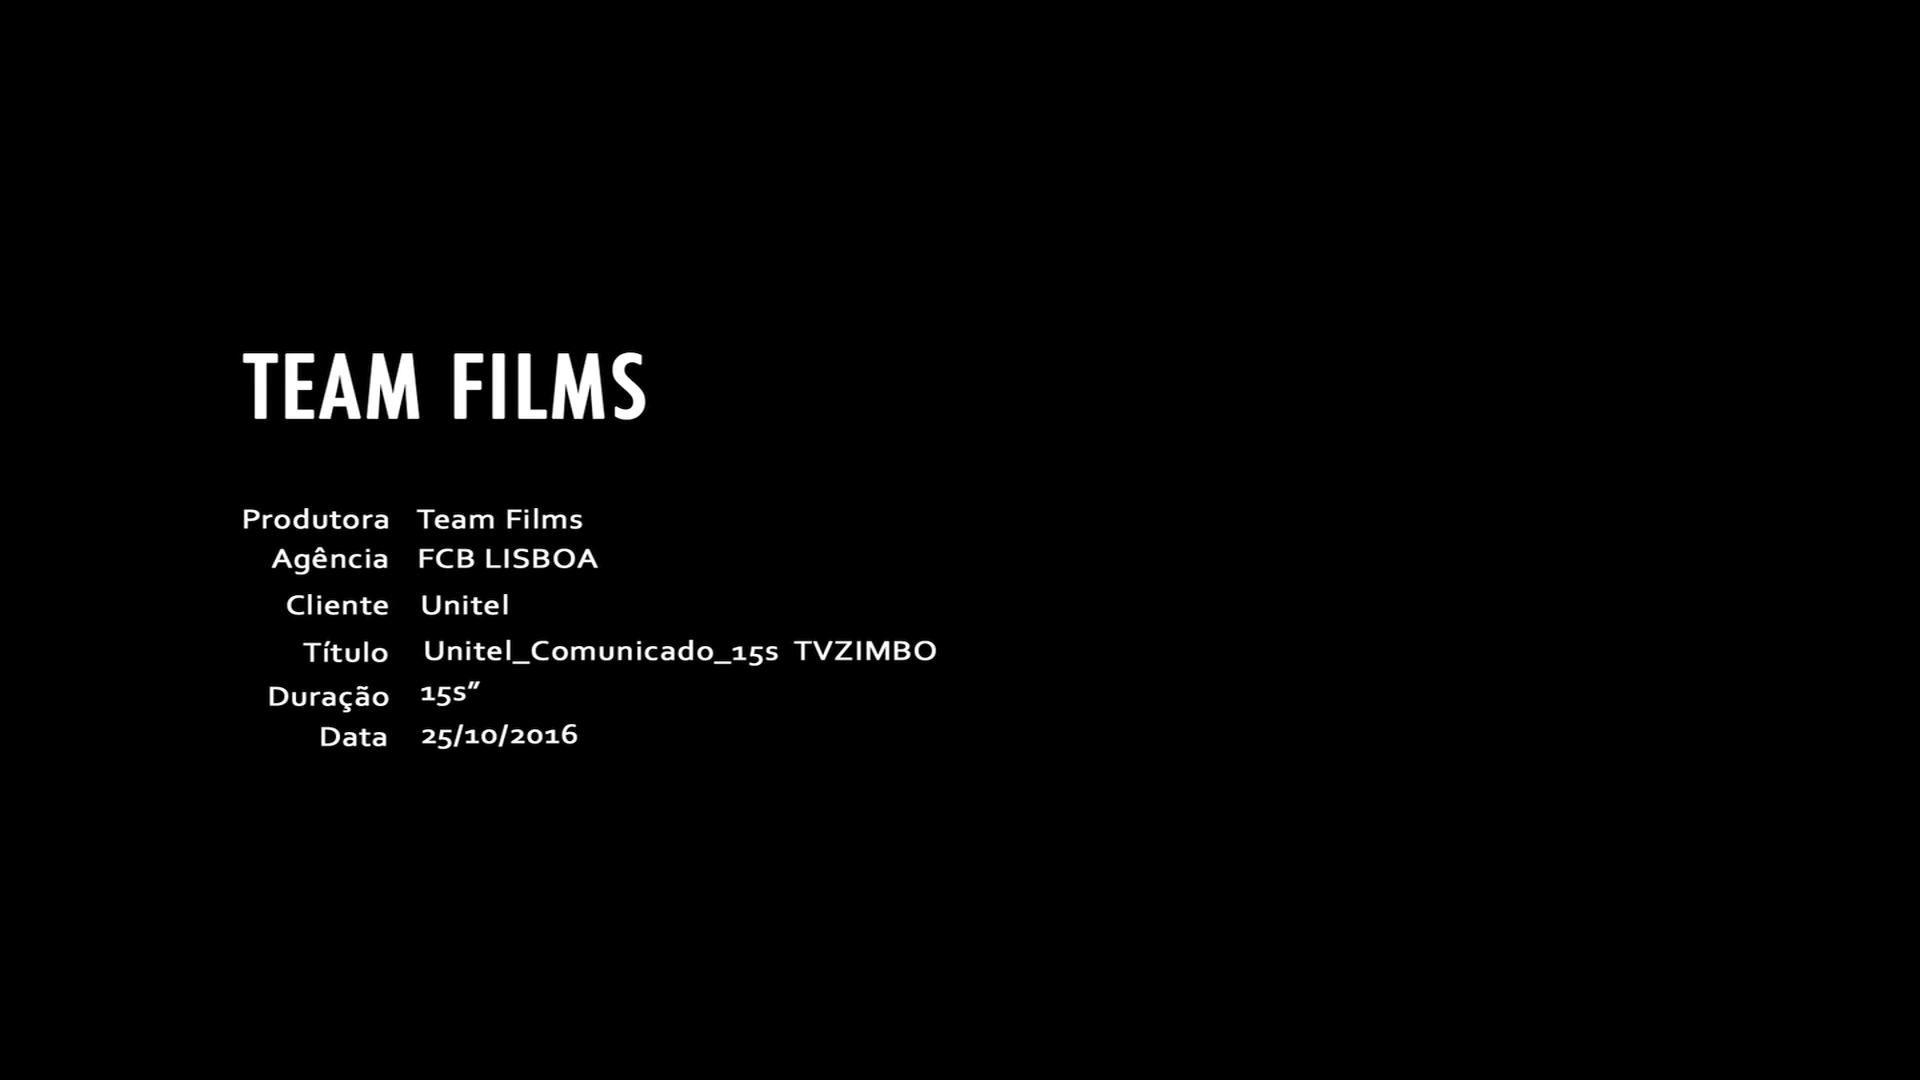 TEAM FILMS
Produtora Team Films
Agência FCB LISBOA
Cliente Unitel
Título Unitel_Comunicado_15s TVZIMBO
Duração 15s”
Data 25/10/2016